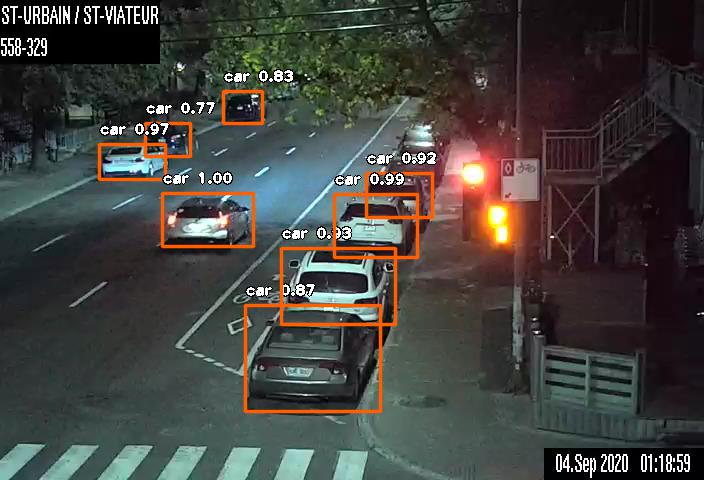 ST-URBAIN / ST-VIATEUR
558-329
car 0.83
car 0.77
car 0.97
car 0.92
car 1.00
car 0.99
car 0.93
car 0.87
04.Sep 2020 01:18:59